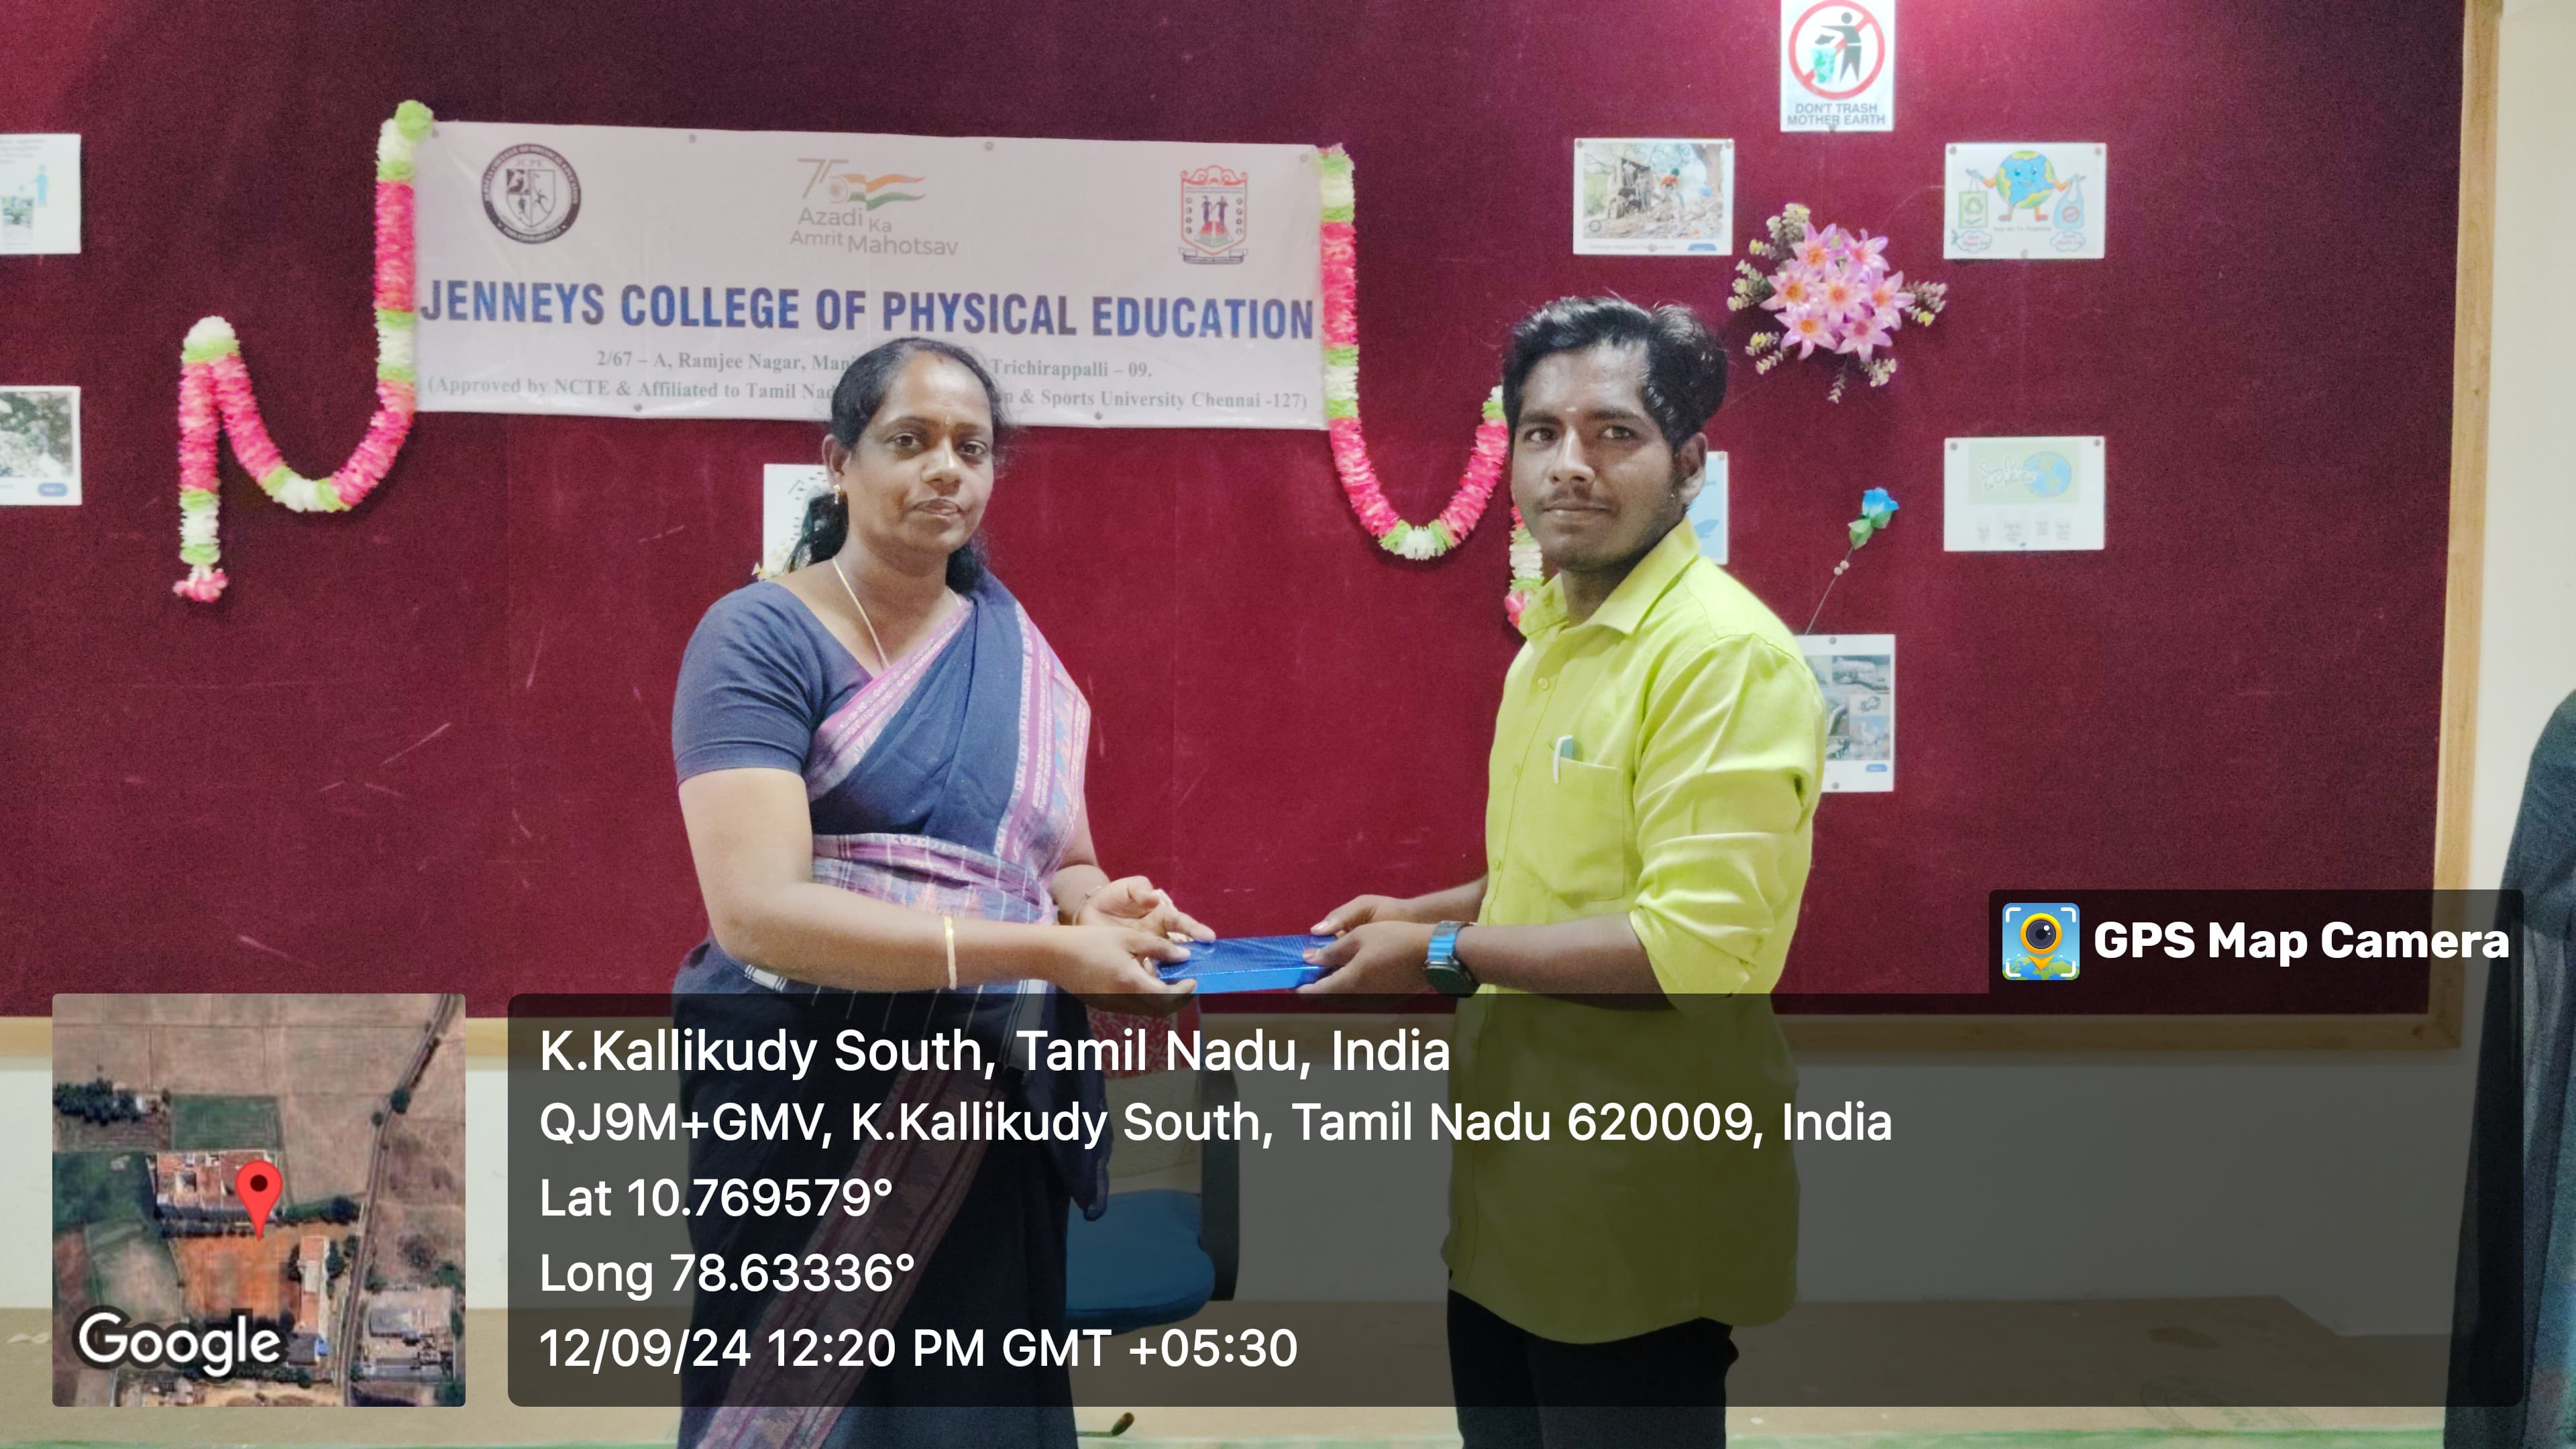 DON'T TRASH
MOTHER EARTH
JCPE
75
Azadi Ka
Amrit Mahotsav
JENNEYS COLLEGE OF PHYSICAL EDUCATION
2/67 – A, Ramjee Nagar, Trichirappalli – 09.
(Approved by NCTE & Affiliated to Tamil & Sports University Chennai -127)
GPS Map Camera
K.Kallikudy South, Tamil Nadu, India
QJ9M+GMV, K.Kallikudy South, Tamil Nadu 620009, India
Lat 10.769579°
Long 78.63336°
12/09/24 12:20 PM GMT +05:30
Google